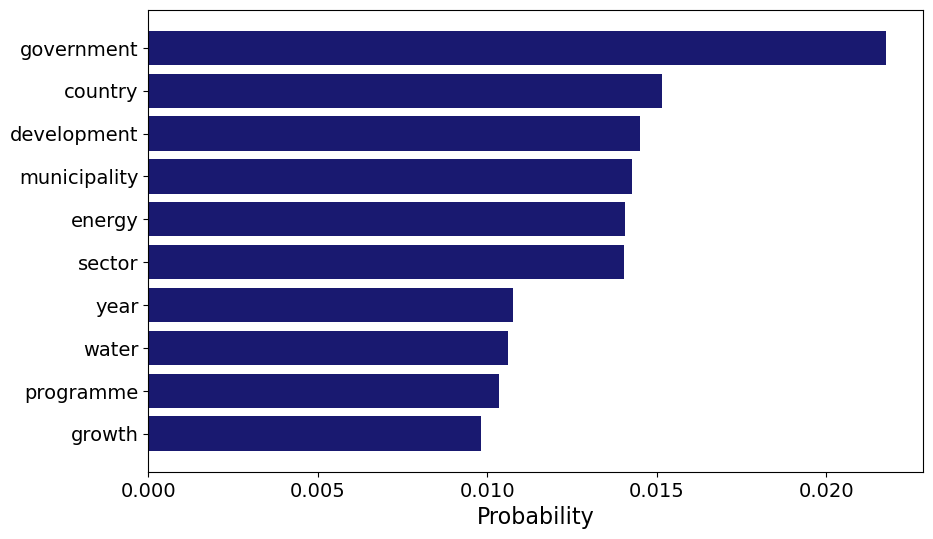 government
country
development
municipality
energy
sector
year
water
programme
growth
0.000 0.005 0.010 0.015 0.020
Probability